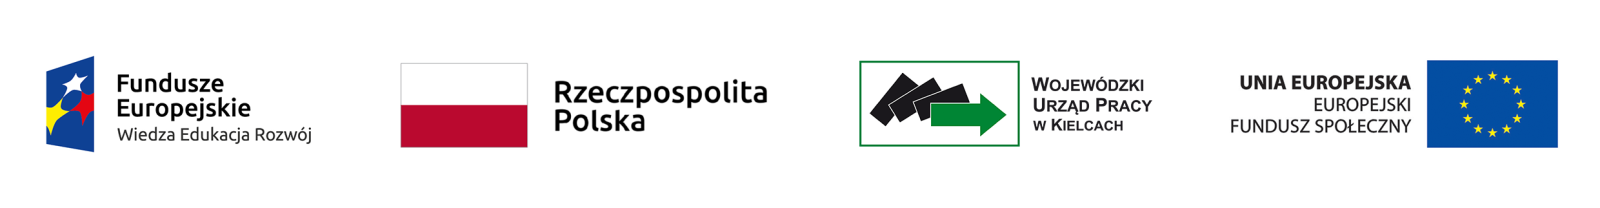 Fundusze
Europejskie
Wiedza Edukacja Rozwój
Rzeczpospolita
Polska
WOJEWÓDZKI
URZĄD PRACY
W KIELCACH
UNIA EUROPEJSKA
EUROPEJSKI
FUNDUSZ SPOŁECZNY